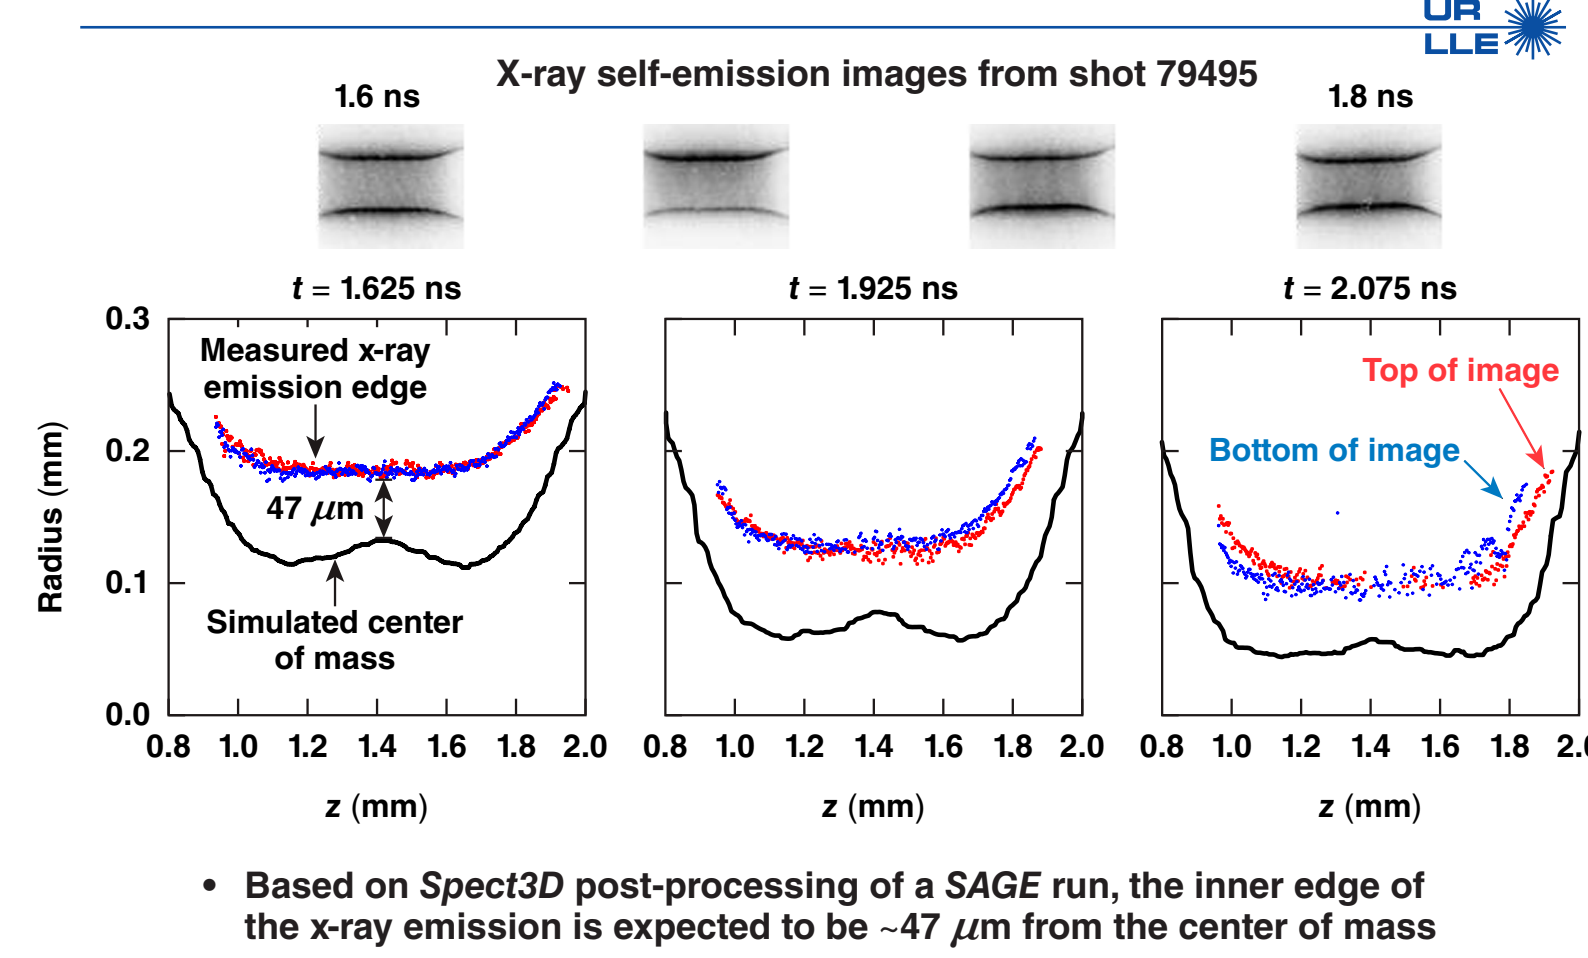 UR
LLE
X-ray self-emission images from shot 79495
1.6 ns
1.8 ns
t = 1.625 ns
t = 1.925 ns
t = 2.075 ns
Radius (mm)
0.3
0.2
0.1
0.0
Measured x-ray
emission edge
47 μm
Simulated center
of mass
0.8 1.0 1.2 1.4 1.6 1.8 2.0
z (mm)
0.8 1.0 1.2 1.4 1.6 1.8 2.0
z (mm)
Top of image
Bottom of image
0.8 1.0 1.2 1.4 1.6 1.8 2.0
z (mm)
• Based on Spect3D post-processing of a SAGE run, the inner edge of
the x-ray emission is expected to be ~47 μm from the center of mass